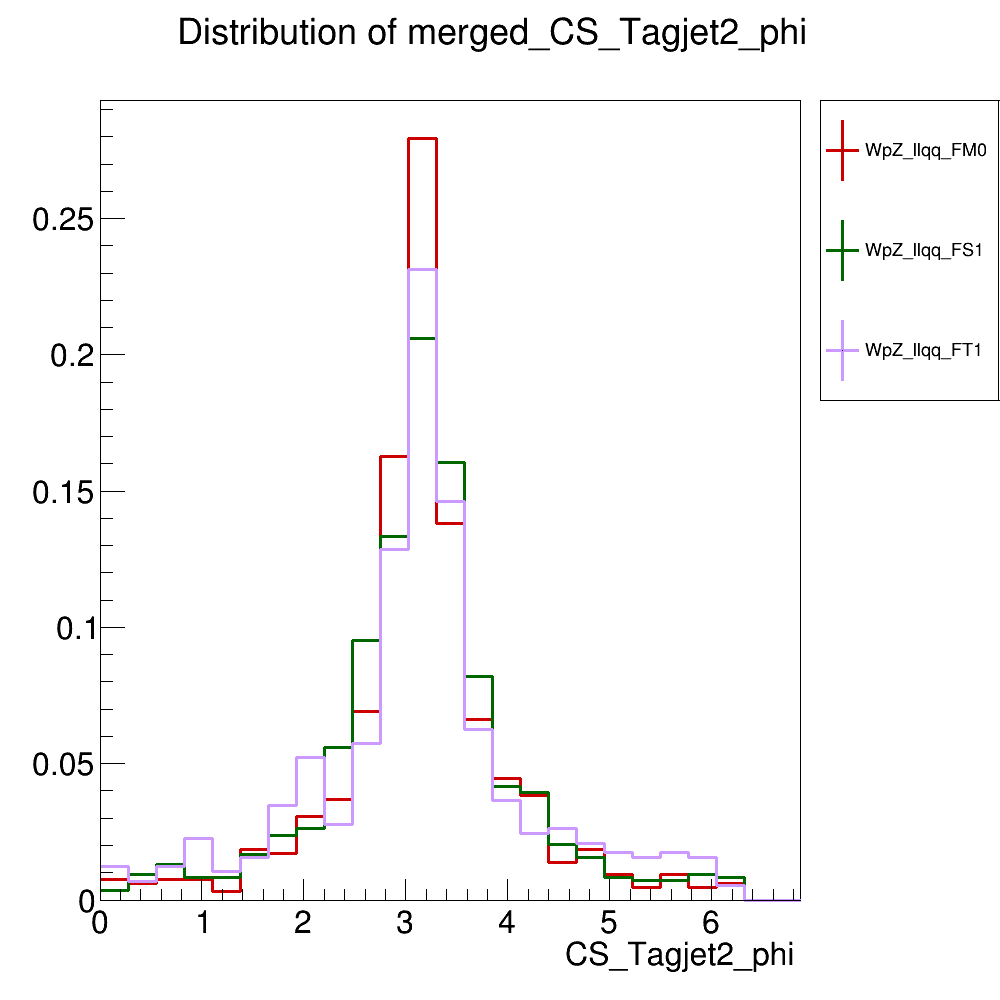 Distribution of merged_CS_Tagjet2_phi
WpZ_llqq_FM0
WpZ_llqq_FS1
WpZ_llqq_FT1
0.25
0.2
0.15
0.1
0.05
0
0 1 2 3 4 5 6
CS_Tagjet2_phi